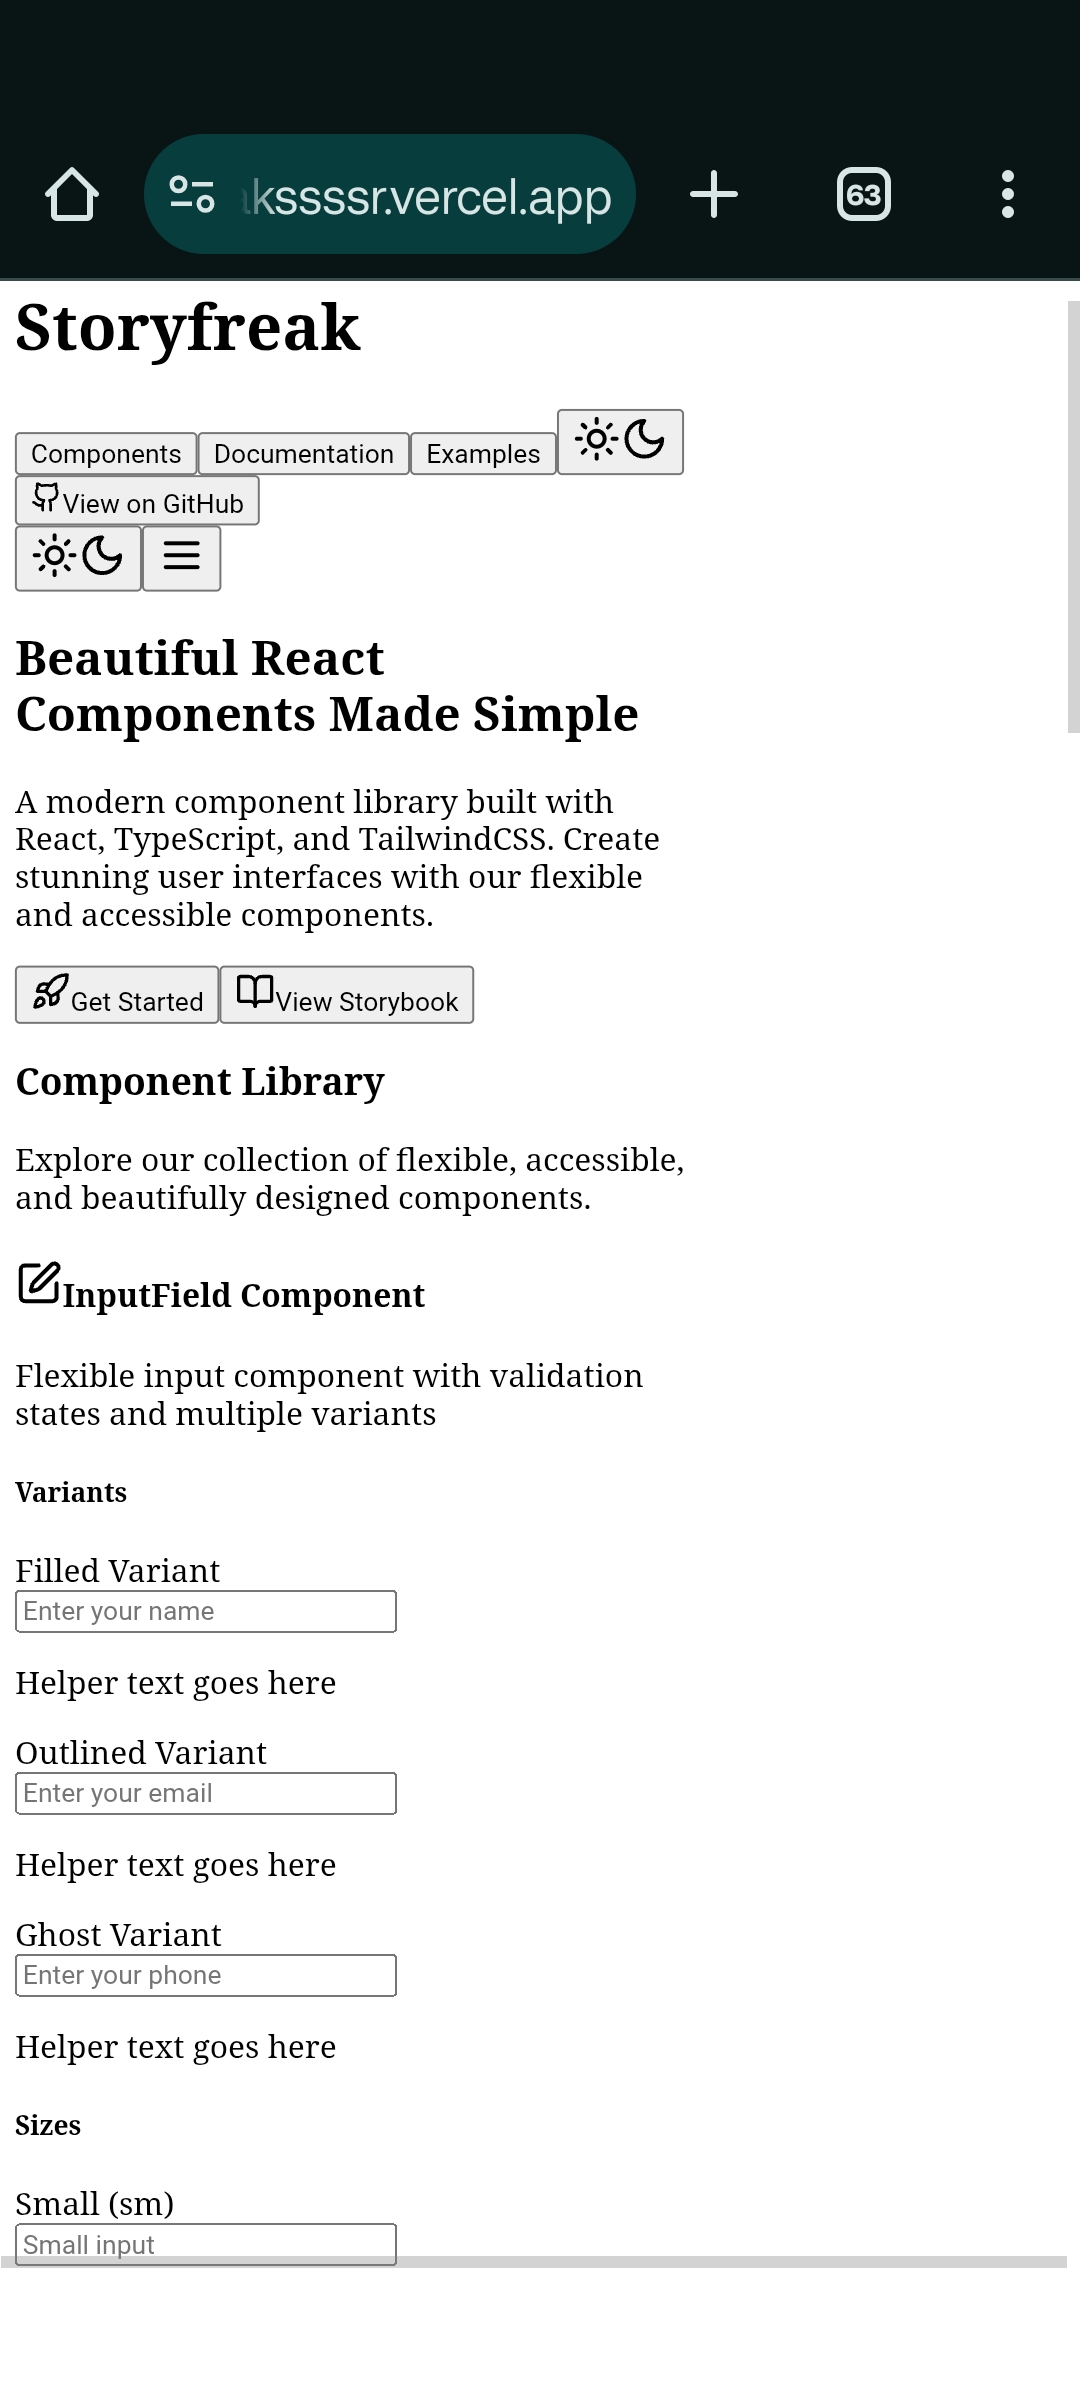 kssssr.vercel.app
63
Storyfreak
Components Documentation Examples
View on GitHub
Beautiful React
Components Made Simple
A modern component library built with
React, TypeScript, and TailwindCSS. Create
stunning user interfaces with our flexible
and accessible components.
Get Started View Storybook
Component Library
Explore our collection of flexible, accessible,
and beautifully designed components.
InputField Component
Flexible input component with validation
states and multiple variants
Variants
Filled Variant
Enter your name
Helper text goes here
Outlined Variant
Enter your email
Helper text goes here
Ghost Variant
Enter your phone
Helper text goes here
Sizes
Small (sm)
Small input